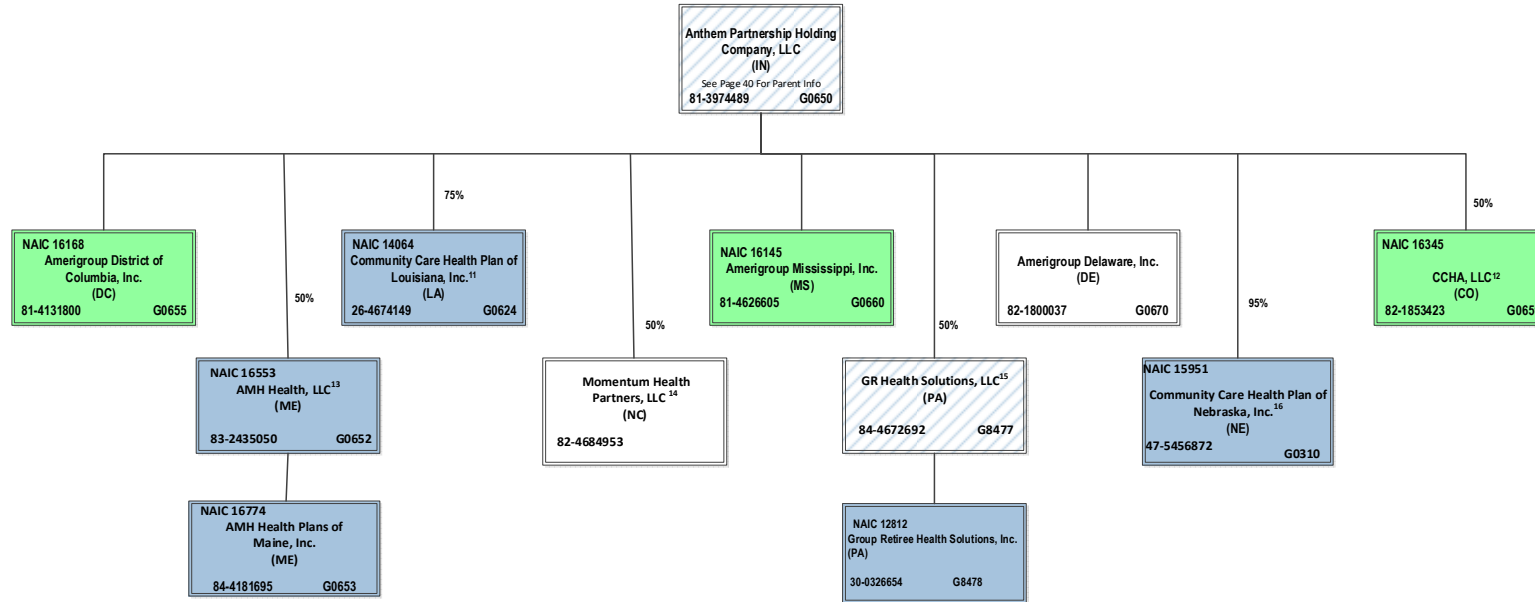 Anthem Partnership Holding
Company, LLC
(IN)
See Page 40 For Parent Info
81-3974489 G0650
75%
50%
50%
50%
50%
95%
NAIC 16168
Amerigroup District of
Columbia, Inc.
(DC)
81-4131800 G0655
NAIC 14064
Community Care Health Plan of
Louisiana, Inc.11
(LA)
26-4674149 G0624
NAIC 16145
Amerigroup Mississippi, Inc.
(MS)
81-4626605 G0660
Amerigroup Delaware, Inc.
(DE)
82-1800037 G0670
NAIC 16345
CCHA, LLC12
(CO)
82-1853423 G065
NAIC 16553
AMH Health, LLC13
(ME)
83-2435050 G0652
Momentum Health
Partners, LLC 14
(NC)
82-4684953
GR Health Solutions, LLC15
(PA)
84-4672692 G8477
NAIC 15951
Community Care Health Plan of
Nebraska, Inc.16
(NE)
47-5456872 G0310
NAIC 16774
AMH Health Plans of
Maine, Inc.
(ME)
84-4181695 G0653
NAIC 12812
Group Retiree Health Solutions, Inc.
(PA)
30-0326654 G8478